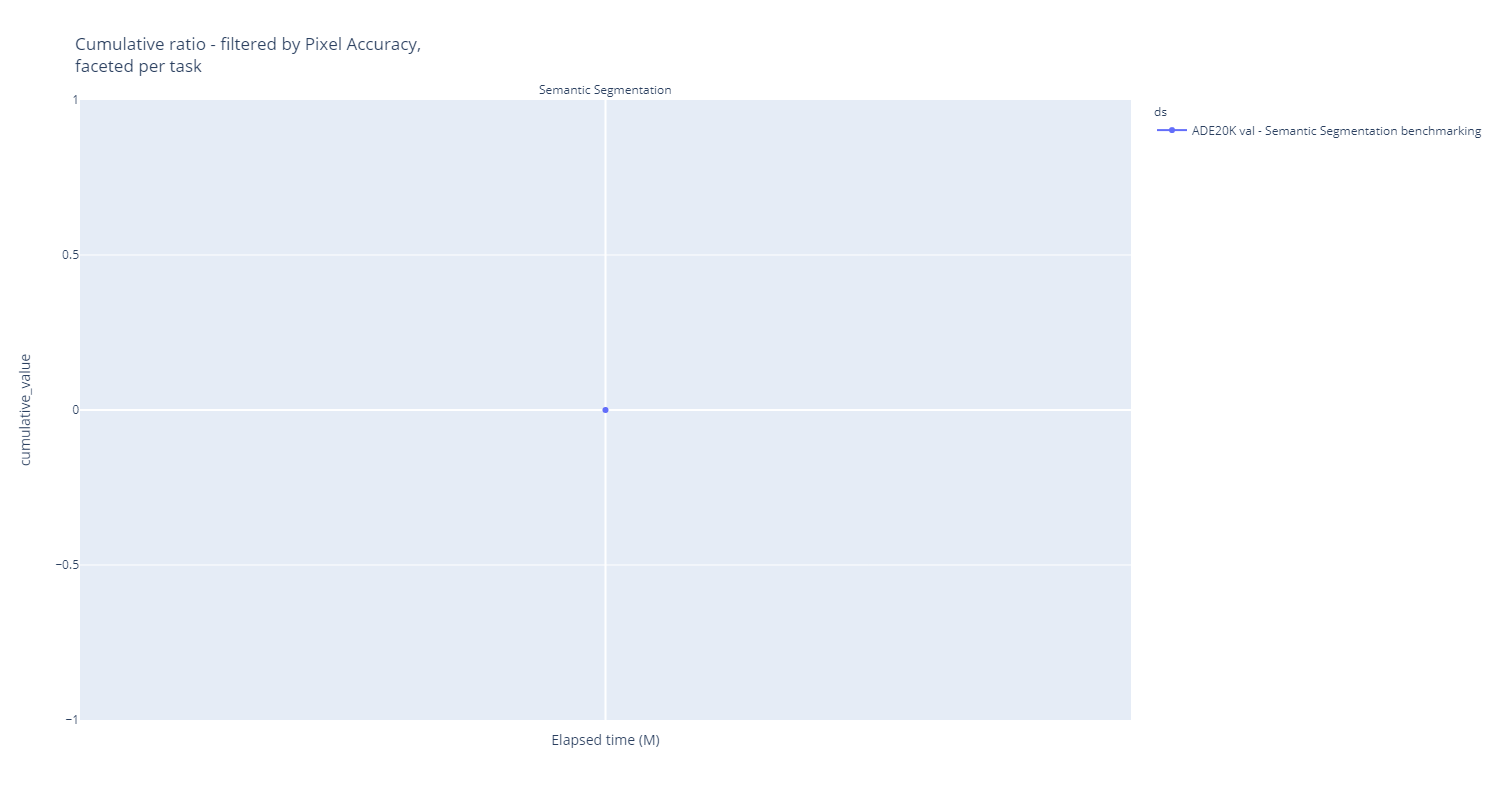 Cumulative ratio - filtered by Pixel Accuracy,
faceted per task
Semantic Segmentation
1
0.5
0
−0.5
−1
cumulative_value
Elapsed time (M)
ds
ADE20K val - Semantic Segmentation benchmarking